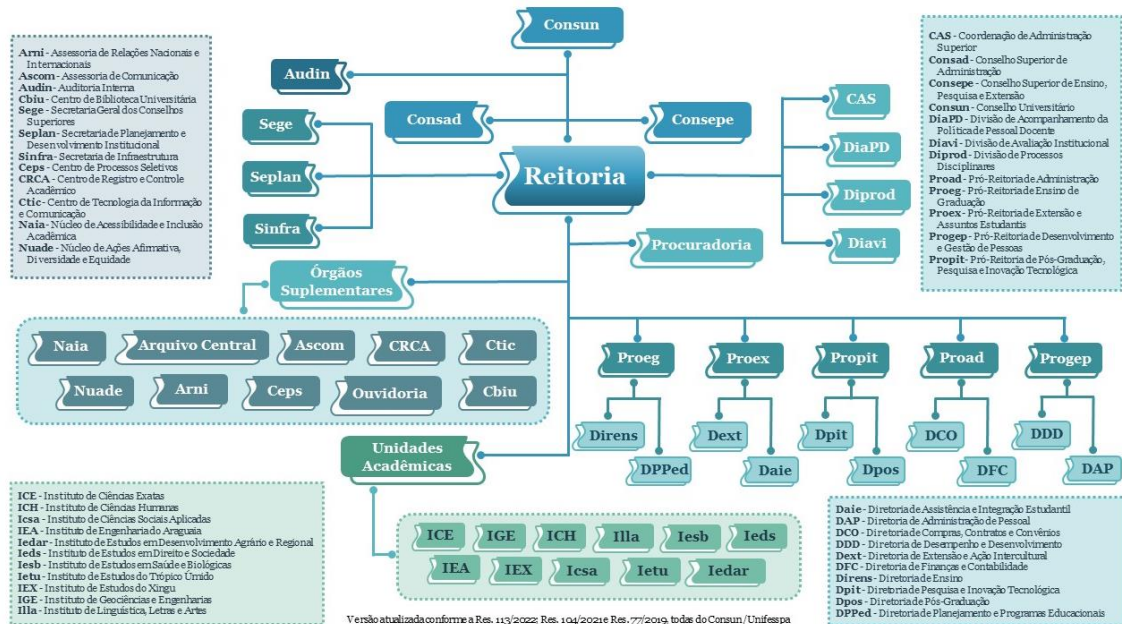 Consun
Audin
Consad
Consepe
Sege
Seplan
Sinfra
Reitoria
CAS
DiaPD
Diprod
Diavi
Procuradoria
Órgãos
Suplementares
Naia
Arquivo Central
Ascom
CRCA
Ctic
Nuade
Arni
Ceps
Ouvidoria
Cbiu
Proeg
Proex
Propit
Proad
Progep
Direns
DPPed
Dext
Daie
Dpit
Dpos
DCO
DFC
DDD
DAP
Unidades
Acadêmicas
ICE
IGE
ICH
Illa
Iesb
Ieds
IEA
IEX
Icsa
Ietu
Iedar
Arni - Assessoria de Relações Nacionais e
Internacionais
Ascom - Assessoria de Comunicação
Audin - Auditoria Interna
Cbiu - Centro de Biblioteca Universitária
Sege - Secretaria Geral dos Conselhos
Superiores
Seplan - Secretaria de Planejamento e
Desenvolvimento Institucional
Sinfra - Secretaria de Infraestrutura
Ceps - Centro de Processos Seletivos
CRCA - Centro de Registro e Controle
Acadêmico
Ctic - Centro de Tecnologia da Informação
e Comunicação
Naia - Núcleo de Acessibilidade e Inclusão
Acadêmica
Nuade - Núcleo de Ações Afirmativa,
Diversidade e Equidade
CAS - Coordenação de Administração
Superior
Consad - Conselho Superior de
Administração
Consepe - Conselho Superior de Ensino,
Pesquisa e Extensão
Consun - Conselho Universitário
DiaPD - Divisão de Acompanhamento da
Política de Pessoal Docente
Diavi - Divisão de Avaliação Institucional
Diprod - Divisão de Processos
Disciplinares
Proad - Pró-Reitoria de Administração
Proeg - Pró-Reitoria de Ensino de
Graduação
Proex - Pró-Reitoria de Extensão e
Assuntos Estudantis
Progep - Pró-Reitoria de Desenvolvimento
e Gestão de Pessoas
Propit - Pró-Reitoria de Pós-Graduação,
Pesquisa e Inovação Tecnológica
ICE - Instituto de Ciências Exatas
ICH - Instituto de Ciências Humanas
Icsa - Instituto de Ciências Sociais Aplicadas
IEA - Instituto de Engenharia do Araguaia
Iedar - Instituto de Estudos em Desenvolvimento Agrário e Regional
Ieds - Instituto de Estudos em Direito e Sociedade
Iesb - Instituto de Estudos em Saúde e Biológicas
Ietu - Instituto de Estudos do Trópico Úmido
IEX - Instituto de Estudos do Xingu
IGE - Instituto de Geociências e Engenharias
Illa - Instituto de Linguística, Letras e Artes
Daie - Diretoria de Assistência e Integração Estudantil
DAP - Diretoria de Administração de Pessoal
DCO - Diretoria de Compras, Contratos e Convênios
DDD - Diretoria de Desempenho e Desenvolvimento
Dext - Diretoria de Extensão e Ação Intercultural
DFC - Diretoria de Finanças e Contabilidade
Direns - Diretoria de Ensino
Dpit - Diretoria de Pesquisa e Inovação Tecnológica
Dpos - Diretoria de Pós-Graduação
DPPed - Diretoria de Planejamento e Programas Educacionais
Versão atualizada conforme a Res. 113/2022; Res. 104/2021 e Res. 77/2019, todas do Consun/Unifesspa